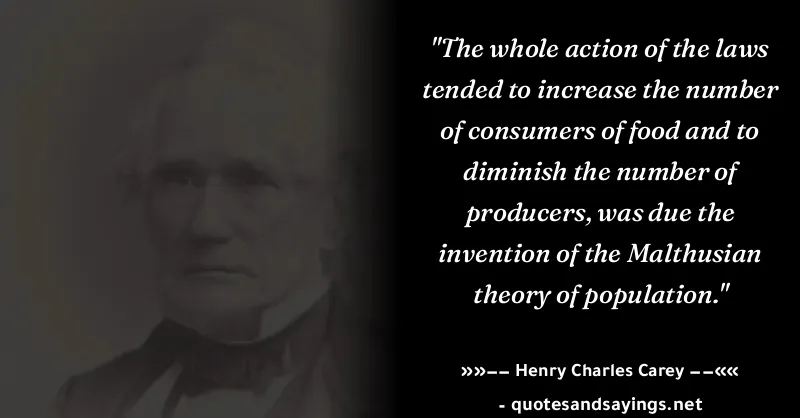 "The whole action of the laws
tended to increase the number
of consumers of food and to
diminish the number of
producers, was due the
invention of the Malthusian
theory of population."
»»−− Henry Charles Carey −−««
- quotesandsayings.net